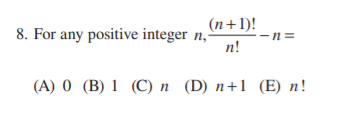 8. For any positive integer n, (n+1)!/n! − n =
(A) 0 (B) 1 (C) n (D) n+1 (E) n!